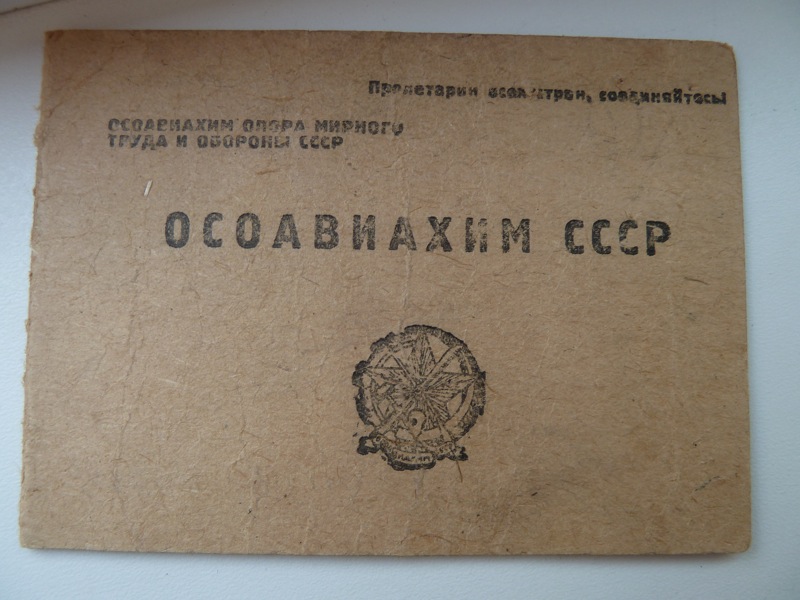 Пролетарии всех стран, соединяйтесь!
ОСОАВИАХИМ ОПОРА МИРНОГО
ТРУДА И ОБОРОНЫ СССР
ОСОАВИАХИМ СССР